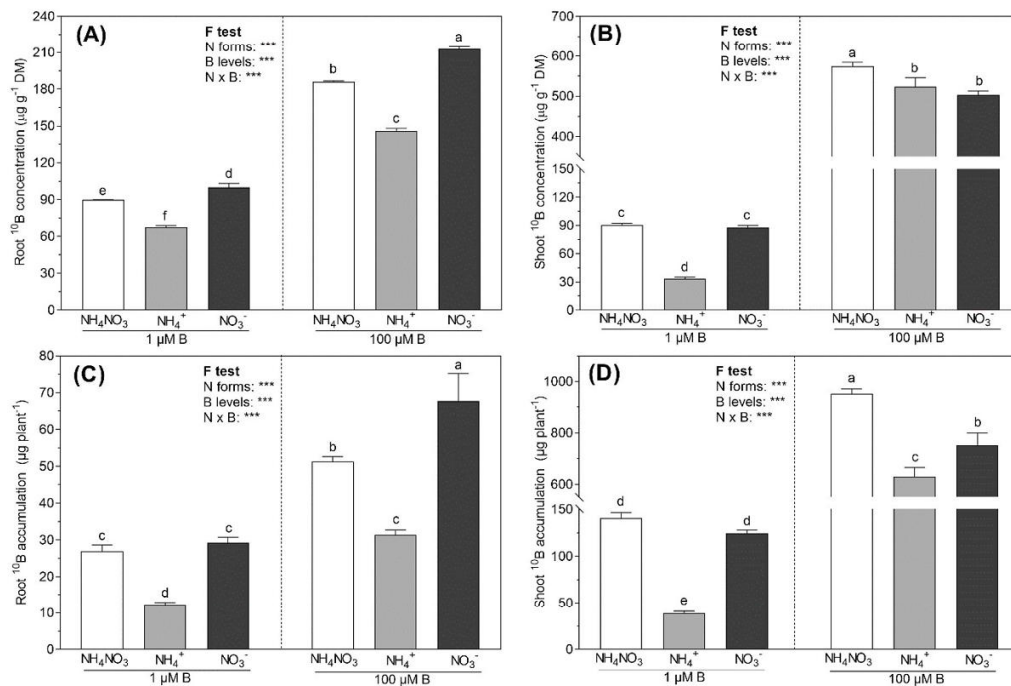 (A)
F test
N forms: ***
B levels: ***
N x B: ***
Root ¹⁰B concentration (µg g⁻¹ DM)
240
210
180
150
120
90
60
30
0
e
f
d
b
c
a
NH₄NO₃ NH₄⁺ NO₃⁻ NH₄NO₃ NH₄⁺ NO₃⁻
1 µM B 100 µM B
(B)
F test
N forms: ***
B levels: ***
N x B: ***
Shoot ¹⁰B concentration (µg g⁻¹ DM)
700
600
500
400
150
120
90
60
30
0
c
d
c
a
b
b
NH₄NO₃ NH₄⁺ NO₃⁻ NH₄NO₃ NH₄⁺ NO₃⁻
1 µM B 100 µM B
(C)
F test
N forms: ***
B levels: ***
N x B: ***
Root ¹⁰B accumulation (µg plant⁻¹)
80
70
60
50
40
30
20
10
0
c
d
c
b
c
a
NH₄NO₃ NH₄⁺ NO₃⁻ NH₄NO₃ NH₄⁺ NO₃⁻
1 µM B 100 µM B
(D)
F test
N forms: ***
B levels: ***
N x B: ***
Shoot ¹⁰B accumulation (µg plant⁻¹)
1000
800
600
150
125
100
75
50
25
0
d
e
d
a
c
b
NH₄NO₃ NH₄⁺ NO₃⁻ NH₄NO₃ NH₄⁺ NO₃⁻
1 µM B 100 µM B